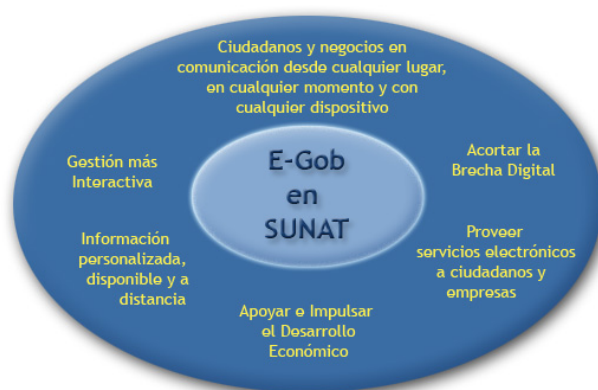 Ciudadanos y negocios en
comunicación desde cualquier lugar,
en cualquier momento y con
cualquier dispositivo
Gestión más
Interactiva
E-Gob
en
SUNAT
Acortar la
Brecha Digital
Información
personalizada,
disponible y a
distancia
Proveer
servicios electrónicos
a ciudadanos y
empresas
Apoyar e Impulsar
el Desarrollo
Económico